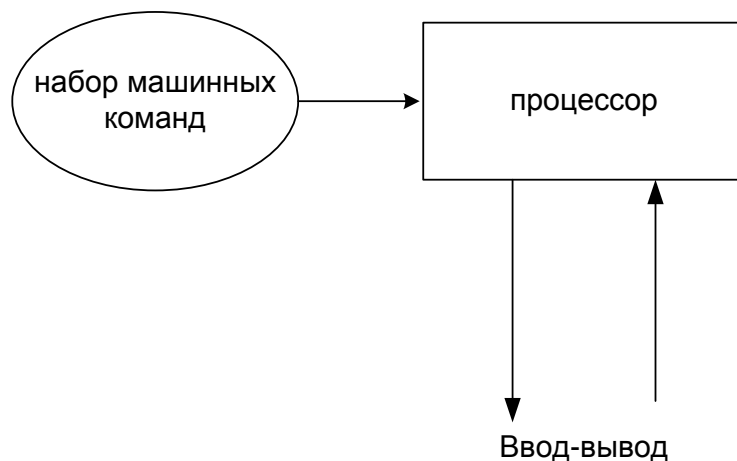 набор машинных
команд
процессор
Ввод-вывод